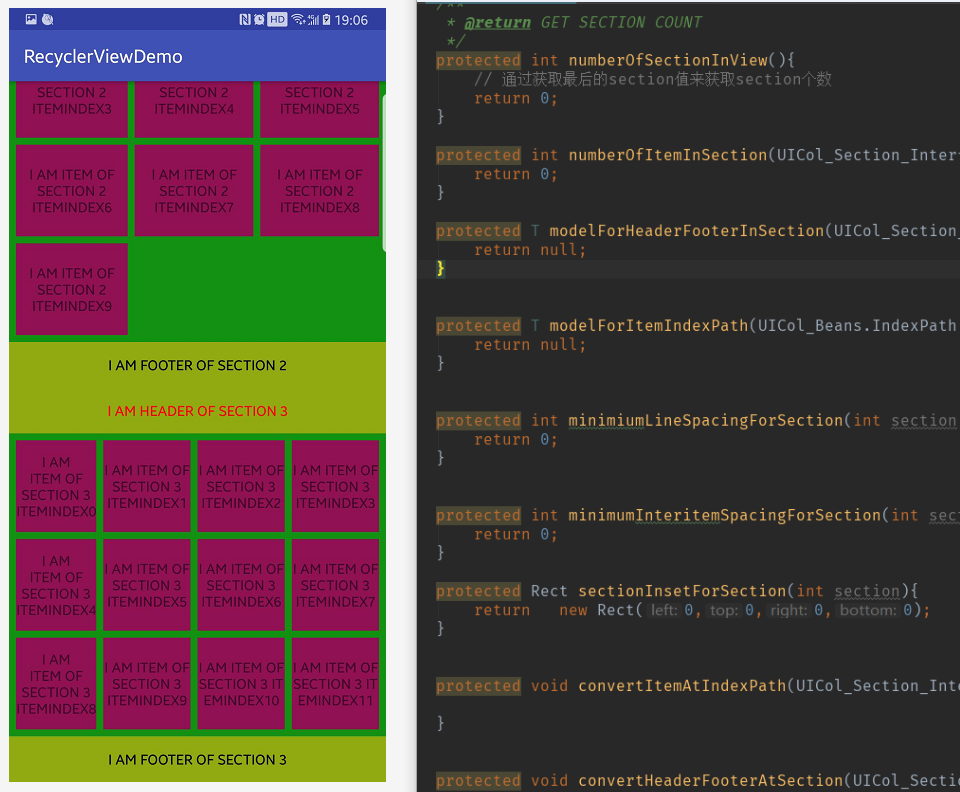 HD 19:06
RecyclerViewDemo
SECTION 2
ITEMINDEX3
SECTION 2
ITEMINDEX4
SECTION 2
ITEMINDEX5
I AM ITEM OF
SECTION 2
ITEMINDEX6
I AM ITEM OF
SECTION 2
ITEMINDEX7
I AM ITEM OF
SECTION 2
ITEMINDEX8
I AM ITEM OF
SECTION 2
ITEMINDEX9
I AM FOOTER OF SECTION 2
I AM HEADER OF SECTION 3
I AM
ITEM OF
SECTION 3
ITEMINDEX0
I AM ITEM OF
SECTION 3
ITEMINDEX1
I AM ITEM OF
SECTION 3
ITEMINDEX2
I AM ITEM OF
SECTION 3
ITEMINDEX3
I AM
ITEM OF
SECTION 3
ITEMINDEX4
I AM ITEM OF
SECTION 3
ITEMINDEX5
I AM ITEM OF
SECTION 3
ITEMINDEX6
I AM ITEM OF
SECTION 3
ITEMINDEX7
I AM
ITEM OF
SECTION 3
ITEMINDEX8
I AM ITEM OF
SECTION 3
ITEMINDEX9
I AM ITEM OF
SECTION 3 IT
EMINDEX10
I AM ITEM OF
SECTION 3 IT
EMINDEX11
I AM FOOTER OF SECTION 3
/**
* @return GET SECTION COUNT
*/
protected int numberOfSectionInView(){
// 通过获取最后的section值来获取section个数
return 0;
}
protected int numberOfItemInSection(UICol_Section_Inter
return 0;
}
protected T modelForHeaderFooterInSection(UICol_Section_
return null;
}
protected T modelForItemIndexPath(UICol_Beans.IndexPath
return null;
}
protected int minimiumLineSpacingForSection(int section
return 0;
}
protected int minimumInteritemSpacingForSection(int sec
return 0;
}
protected Rect sectionInsetForSection(int section){
return new Rect( left: 0, top: 0, right: 0, bottom: 0);
}
protected void convertItemAtIndexPath(UICol_Section_Inte
}
protected void convertHeaderFooterAtSection(UICol_Secti